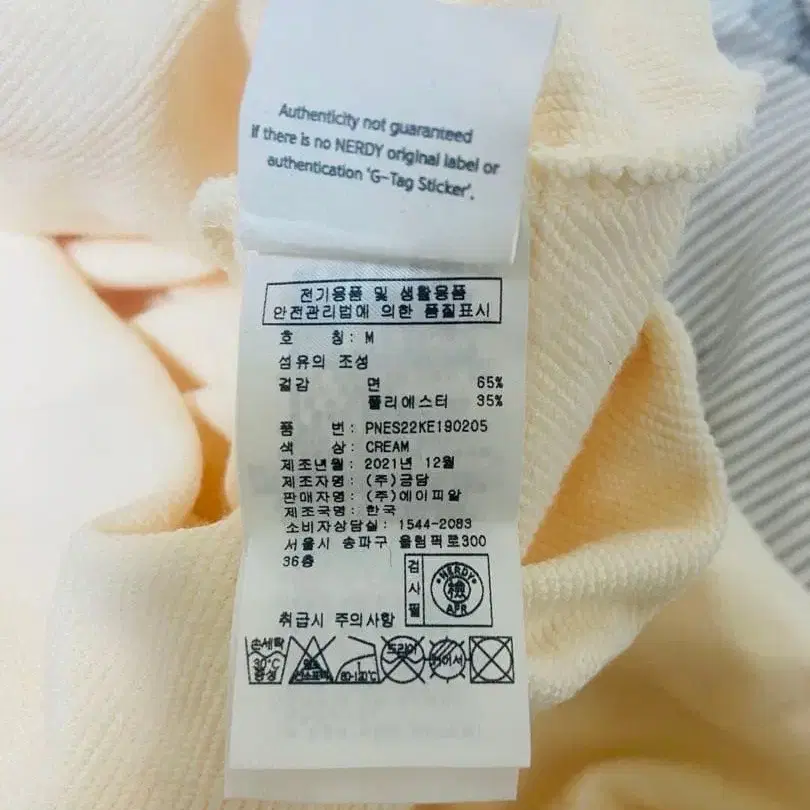 Authenticity not guaranteed
if there is no NERDY original label or
authentication 'G-Tag Sticker'.
전기용품 및 생활용품
안전관리법에 의한 품질표시
호 칭: M
섬유의 조성
겉감 면 65%
폴리에스터 35%
품 번: PNES22KE190205
색 상: CREAM
제조년월: 2021년 12월
제조자명: (주)금담
판매자명: (주)에이피알
제조국명: 한국
소비자상담실: 1544-2083
서울시 송파구 올림픽로300
36층
검사필
NERDY
檢
APR
취급시 주의사항
손세탁
30°C
중성
염소
산소표백
80-120°C
드라이